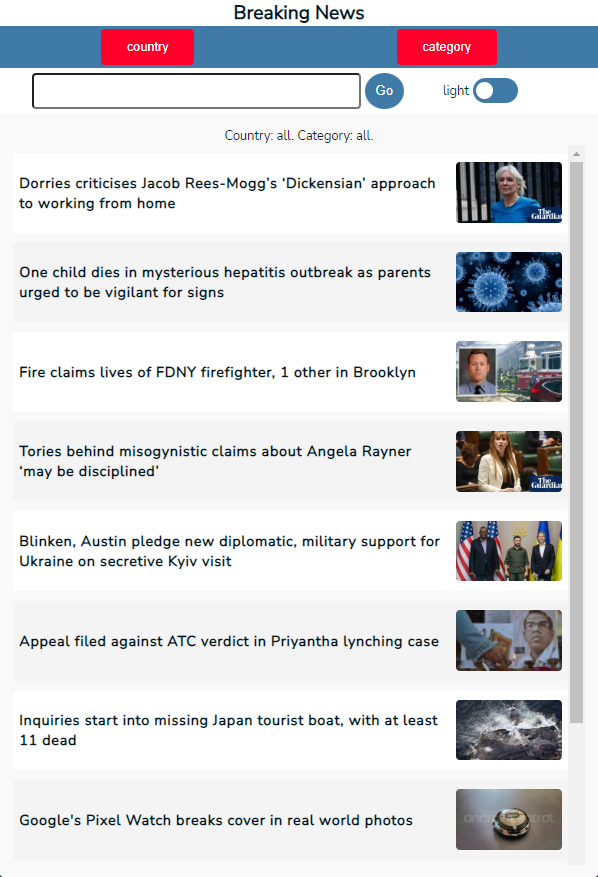 Breaking News
country
category
Go
light
Country: all. Category: all.
Dorries criticises Jacob Rees-Mogg’s ‘Dickensian’ approach
to working from home
The
Guardian
One child dies in mysterious hepatitis outbreak as parents
urged to be vigilant for signs
Fire claims lives of FDNY firefighter, 1 other in Brooklyn
Tories behind misogynistic claims about Angela Rayner
‘may be disciplined’
The
Guardian
Blinken, Austin pledge new diplomatic, military support for
Ukraine on secretive Kyiv visit
Appeal filed against ATC verdict in Priyantha lynching case
Inquiries start into missing Japan tourist boat, with at least
11 dead
Google's Pixel Watch breaks cover in real world photos